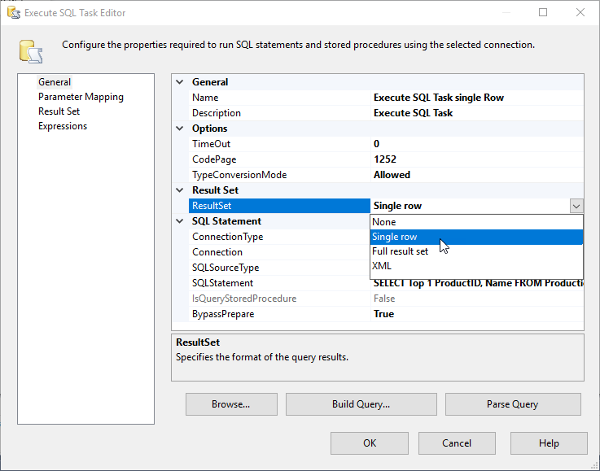 Execute SQL Task Editor
Configure the properties required to run SQL statements and stored procedures using the selected connection.
General
Parameter Mapping
Result Set
Expressions
General
Name Execute SQL Task single Row
Description Execute SQL Task
Options
TimeOut 0
CodePage 1252
TypeConversionMode Allowed
Result Set
ResultSet Single row
SQL Statement
None
ConnectionType Single row
Connection Full result set
SQLSourceType XML
SQLStatement SELECT Top 1 ProductID, Name FROM Productio
IsQueryStoredProcedure False
BypassPrepare True
ResultSet
Specifies the format of the query results.
Browse... Build Query... Parse Query
OK Cancel Help